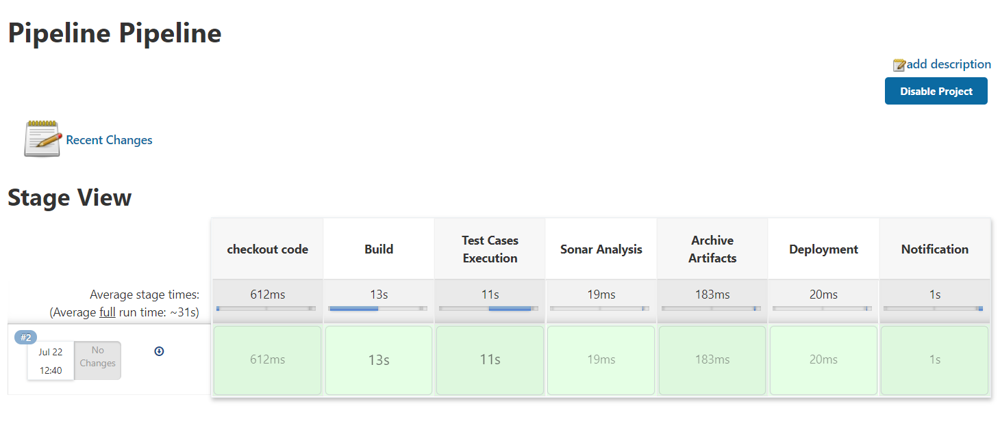 Pipeline Pipeline
add description
Disable Project
Recent Changes
Stage View
checkout code
Build
Test Cases
Execution
Sonar Analysis
Archive
Artifacts
Deployment
Notification
Average stage times:
(Average full run time: ~31s)
612ms
13s
11s
19ms
183ms
20ms
1s
#2
Jul 22
12:40
No
Changes
612ms
13s
11s
19ms
183ms
20ms
1s